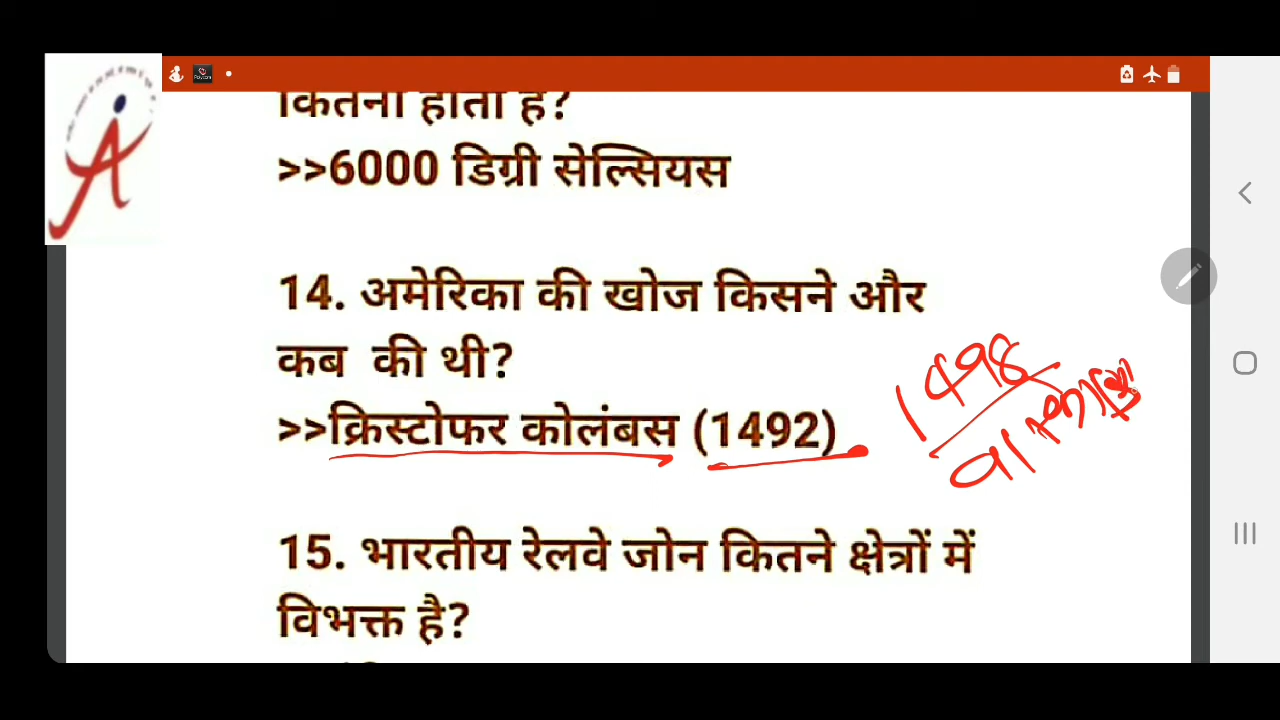 कितना होता है?
>>6000 डिग्री सेल्सियस
14. अमेरिका की खोज किसने और
कब की थी?
>>क्रिस्टोफर कोलंबस (1492)
1498
15. भारतीय रेलवे जोन कितने क्षेत्रों में
विभक्त है?